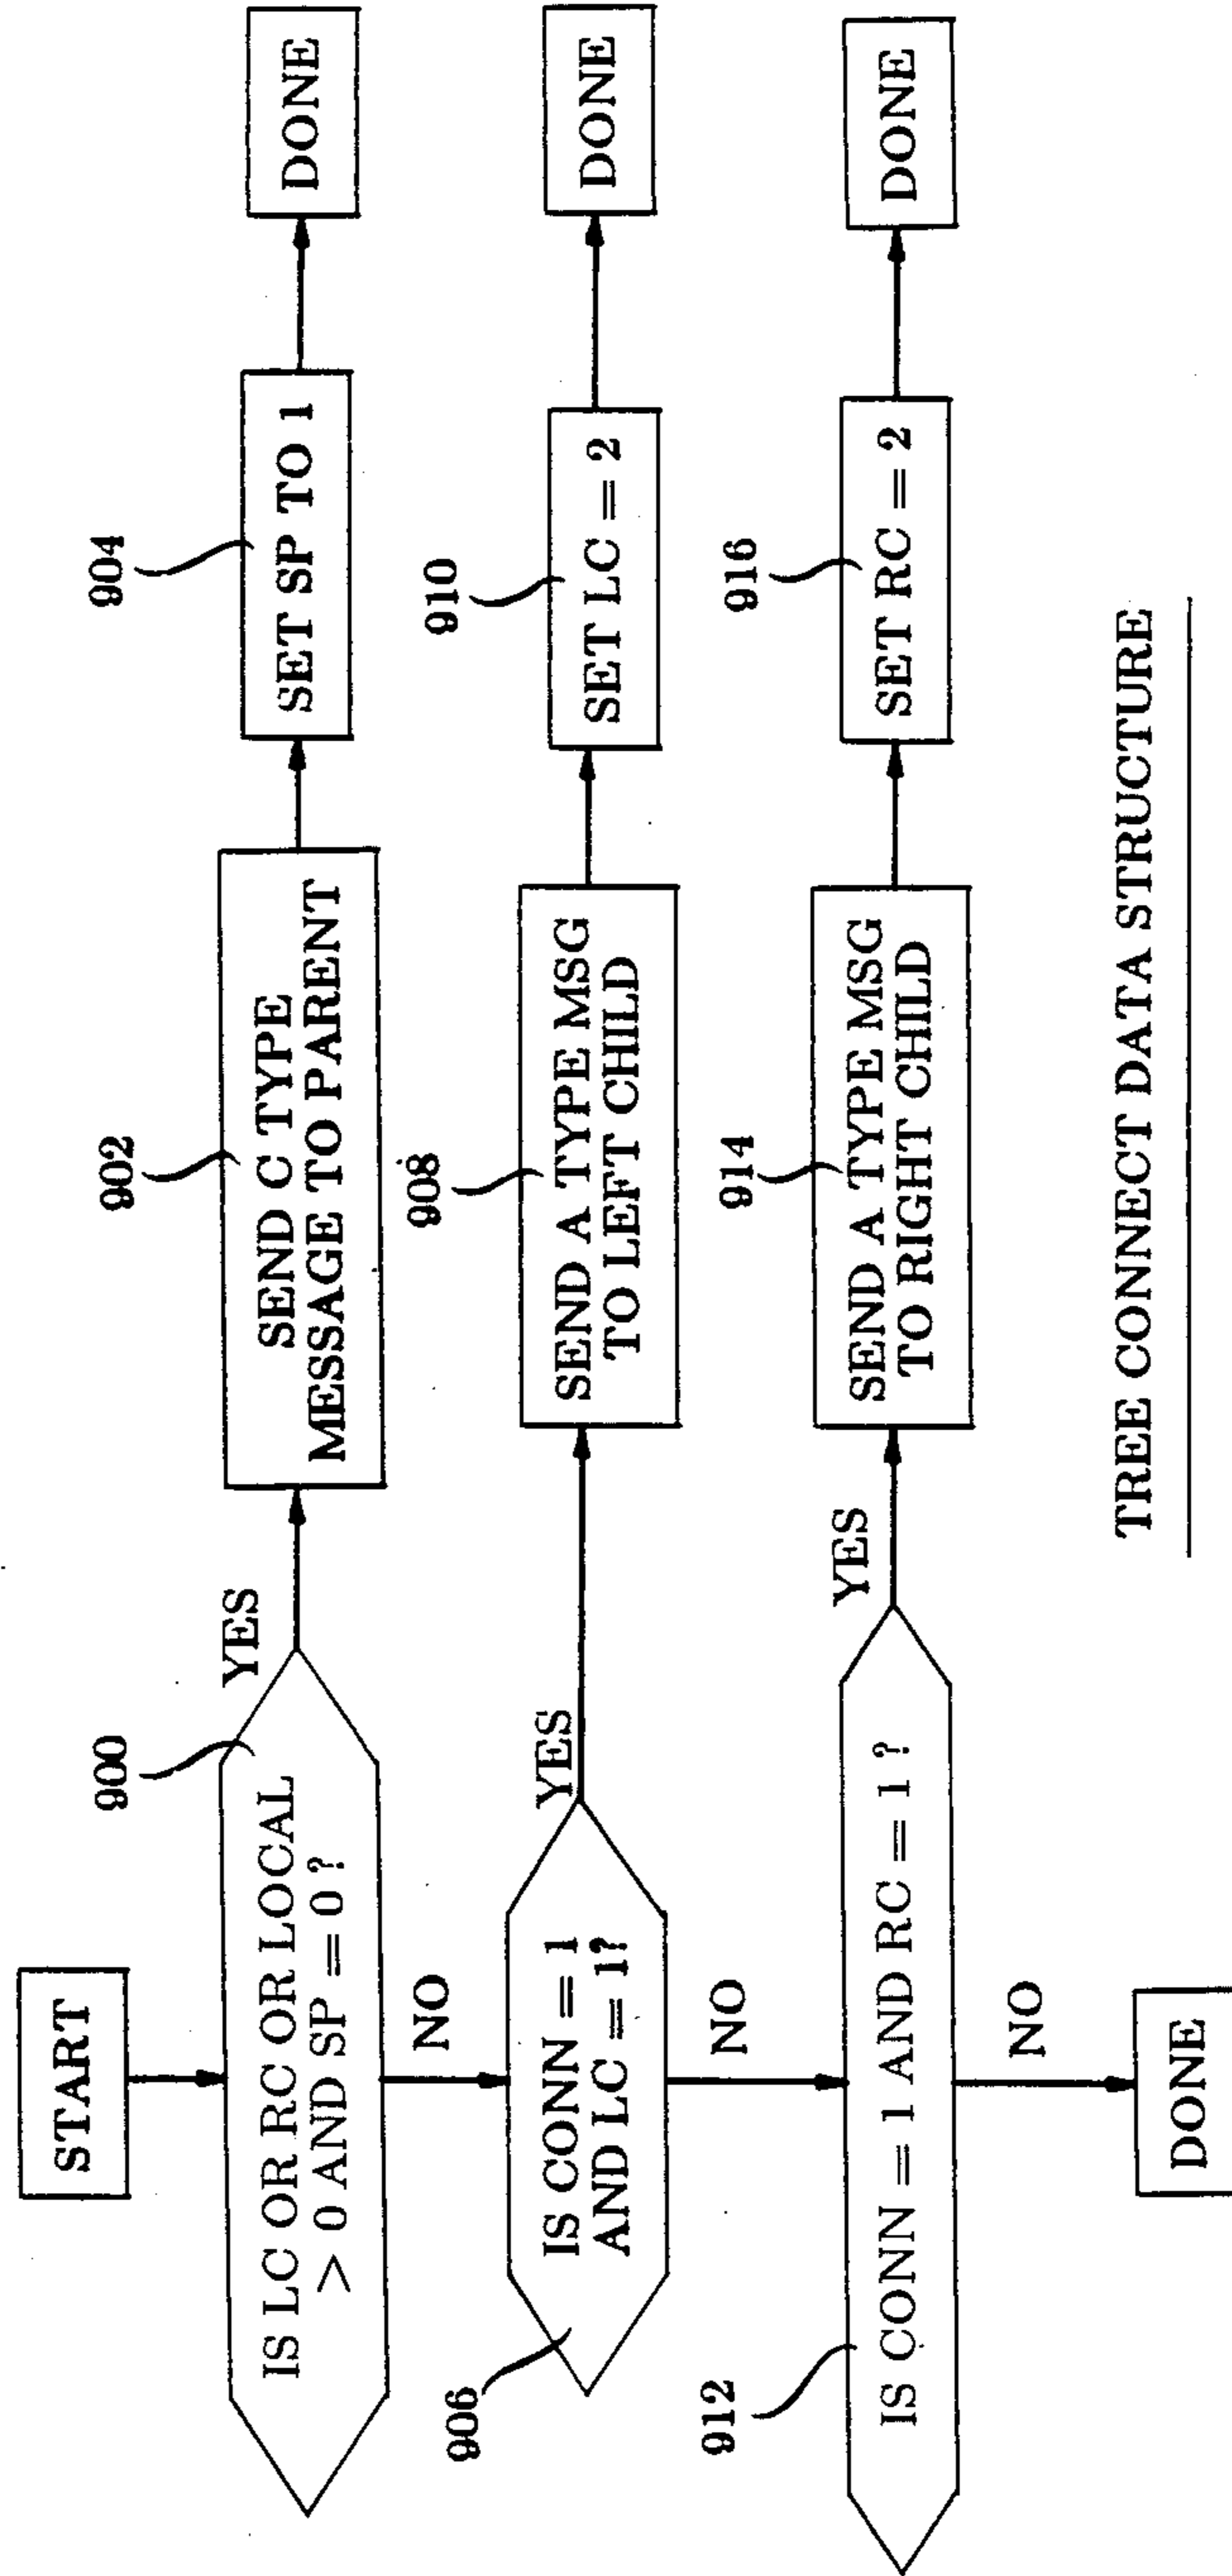 START
900
IS LC OR RC OR LOCAL
> 0 AND SP = 0 ?
YES
902
SEND C TYPE
MESSAGE TO PARENT
904
SET SP TO 1
DONE
NO
906
IS CONN = 1
AND LC = 1?
YES
908
SEND A TYPE MSG
TO LEFT CHILD
910
SET LC = 2
DONE
NO
912
IS CONN = 1 AND RC = 1 ?
YES
914
SEND A TYPE MSG
TO RIGHT CHILD
916
SET RC = 2
DONE
NO
DONE
TREE CONNECT DATA STRUCTURE